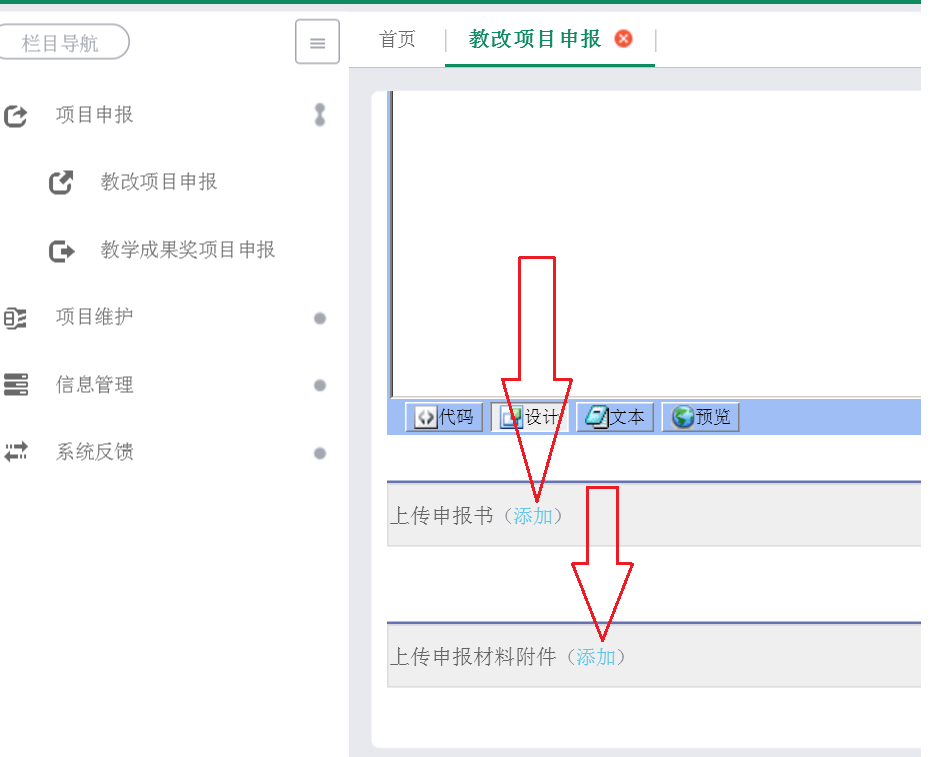 栏目导航
首页
教改项目申报
项目申报
教改项目申报
教学成果奖项目申报
项目维护
信息管理
系统反馈
代码
设计
文本
预览
上传申报书（添加）
上传申报材料附件（添加）